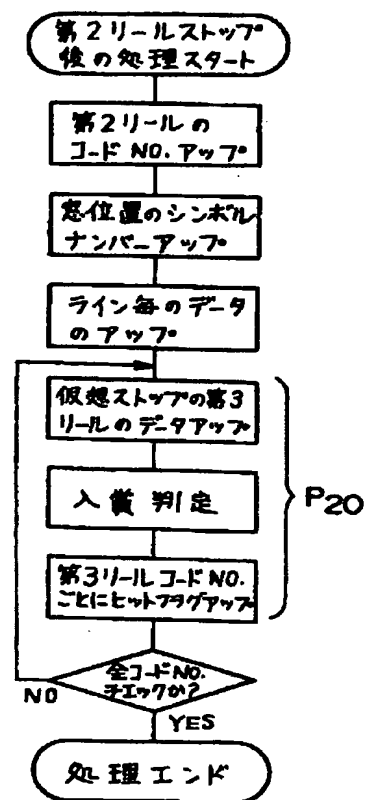 第2リールストップ
後の処理スタート
第2リールの
コードNO.アップ
窓位置のシンボル
ナンバーアップ
ライン毎のデータ
のアップ
仮想ストップの第3
リールのデータアップ
入賞判定
P20
第3リールコードNO.
ごとにヒットフラグアップ
全コードNO.
チエックか?
NO
YES
処理エンド